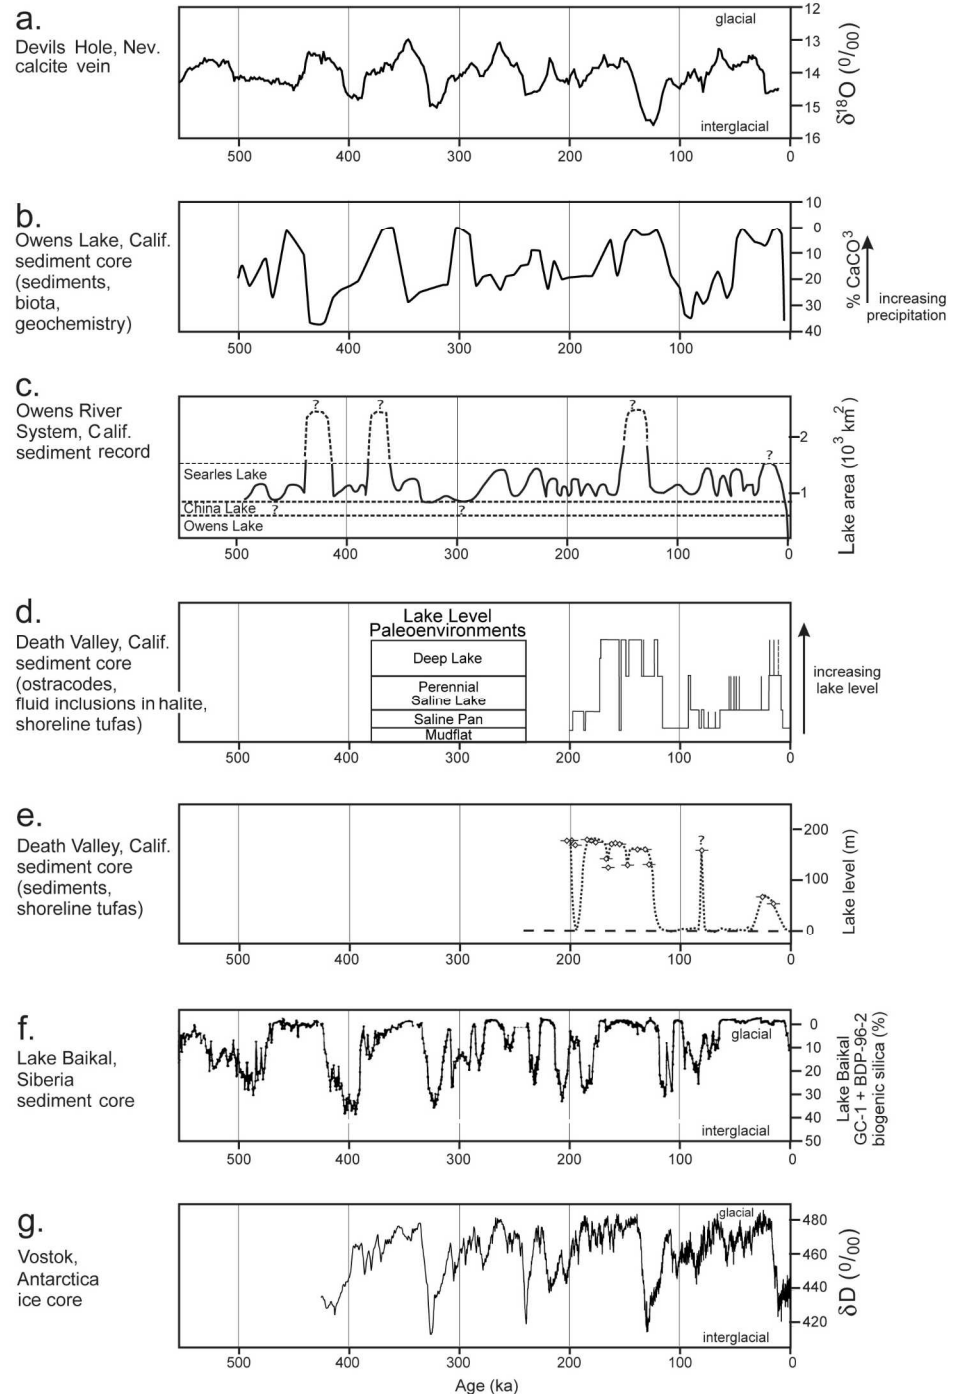 a.
Devils Hole, Nev.
calcite vein
glacial
interglacial
12
13
14
15
16
δ18O (0/00)
500 400 300 200 100 0
b.
Owens Lake, Calif.
sediment core
(sediments,
biota,
geochemistry)
10
0
10
20
30
40
% CaCO3
increasing
precipitation
500 400 300 200 100 0
c.
Owens River
System, Calif.
sediment record
? ? ? ?
Searles Lake
China Lake ? ?
Owens Lake
2
1
Lake area (103 km2)
500 400 300 200 100 0
d.
Death Valley, Calif.
sediment core
(ostracodes,
fluid inclusions in halite,
shoreline tufas)
Lake Level
Paleoenvironments
Deep Lake
Perennial
Saline Lake
Saline Pan
Mudflat
increasing
lake level
500 400 300 200 100 0
e.
Death Valley, Calif.
sediment core
(sediments,
shoreline tufas)
?
200
100
0
Lake level (m)
500 400 300 200 100 0
f.
Lake Baikal,
Siberia
sediment core
glacial
interglacial
0
10
20
30
40
50
Lake Baikal
GC-1 + BDP-96-2
biogenic silica (%)
500 400 300 200 100 0
g.
Vostok,
Antarctica
ice core
glacial
interglacial
480
460
440
420
δD (0/00)
500 400 300 200 100 0
Age (ka)